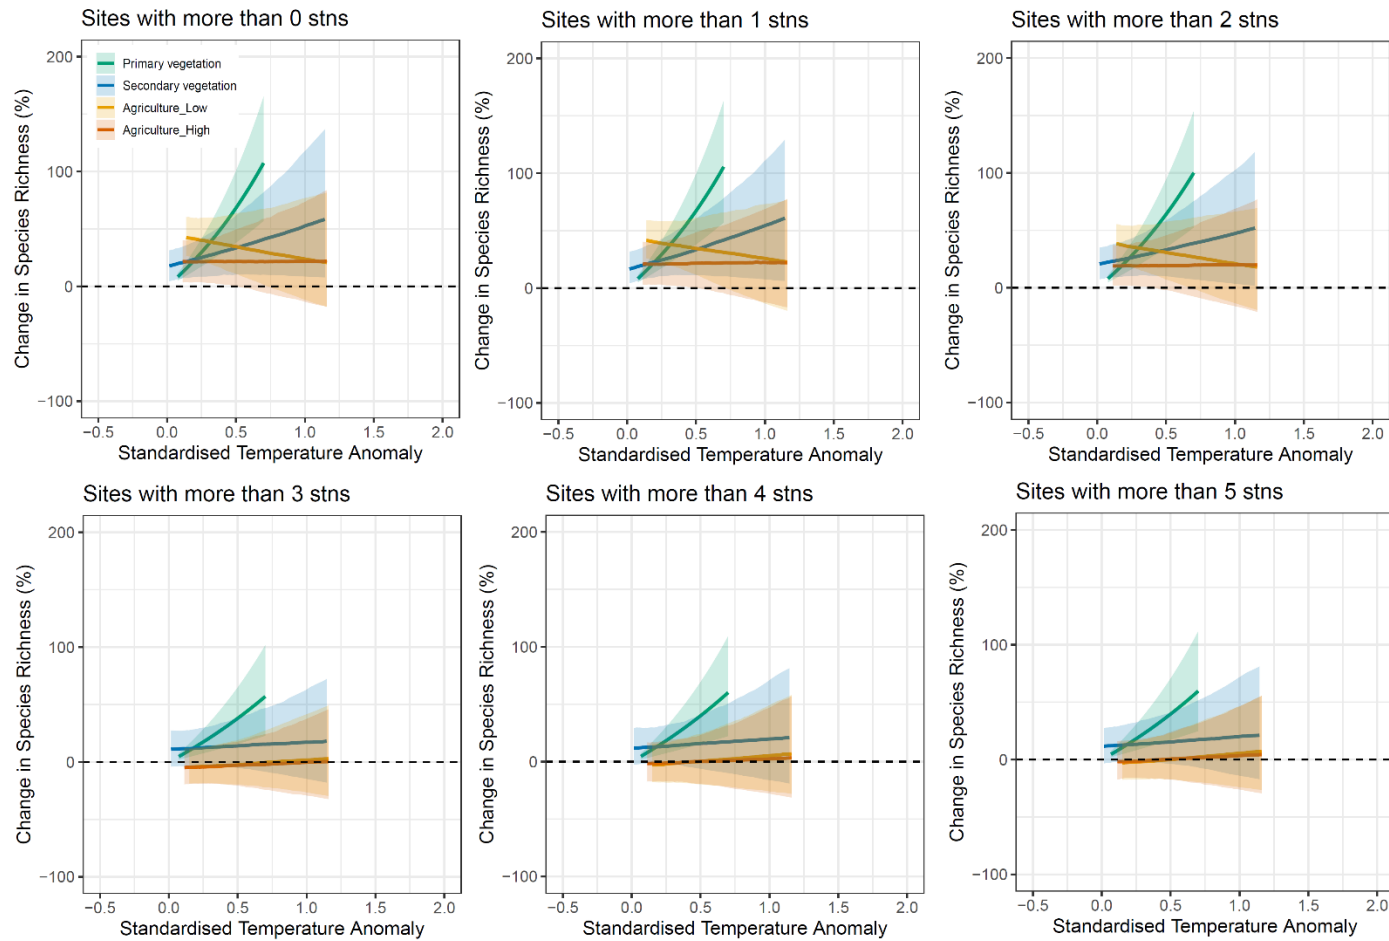 Sites with more than 0 stns
Change in Species Richness (%)
200
100
0
−100
Primary vegetation
Secondary vegetation
Agriculture_Low
Agriculture_High
−0.5 0.0 0.5 1.0 1.5 2.0
Standardised Temperature Anomaly
Sites with more than 1 stns
Change in Species Richness (%)
200
100
0
−100
−0.5 0.0 0.5 1.0 1.5 2.0
Standardised Temperature Anomaly
Sites with more than 2 stns
Change in Species Richness (%)
200
100
0
−100
−0.5 0.0 0.5 1.0 1.5 2.0
Standardised Temperature Anomaly
Sites with more than 3 stns
Change in Species Richness (%)
200
100
0
−100
−0.5 0.0 0.5 1.0 1.5 2.0
Standardised Temperature Anomaly
Sites with more than 4 stns
Change in Species Richness (%)
200
100
0
−100
−0.5 0.0 0.5 1.0 1.5 2.0
Standardised Temperature Anomaly
Sites with more than 5 stns
Change in Species Richness (%)
200
100
0
−100
−0.5 0.0 0.5 1.0 1.5 2.0
Standardised Temperature Anomaly